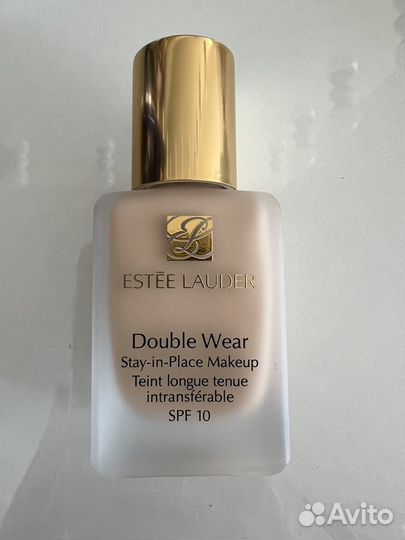 ESTĒE LAUDER
Double Wear
Stay-in-Place Makeup
Teint longue tenue
intransférable
SPF 10
Avito